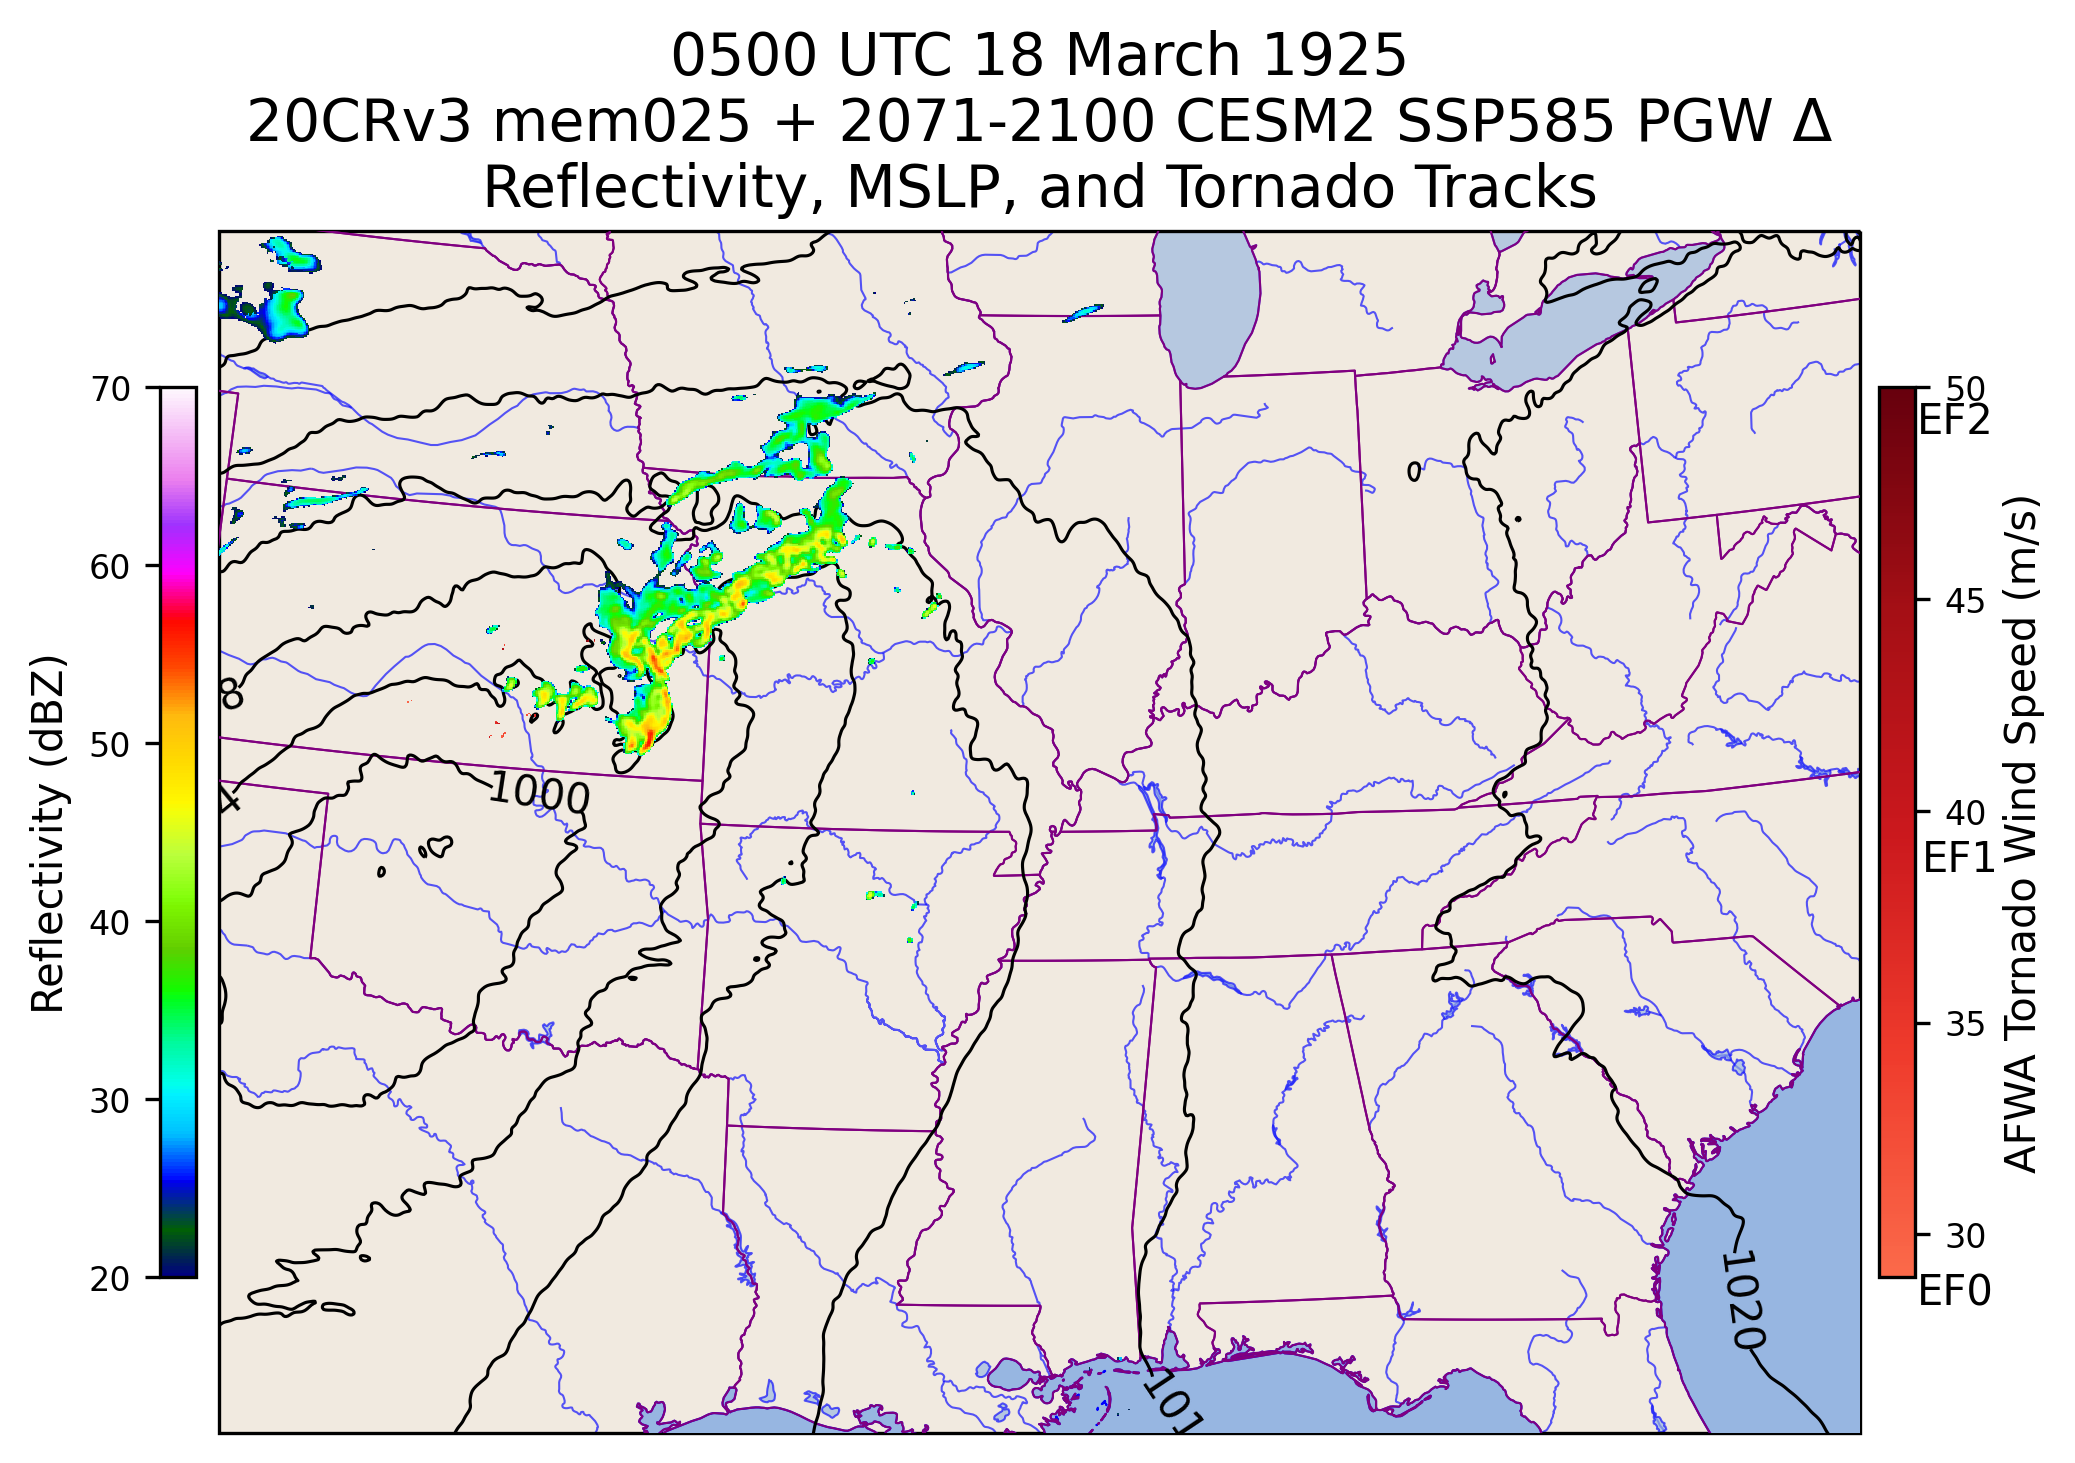 0500 UTC 18 March 1925
20CRv3 mem025 + 2071-2100 CESM2 SSP585 PGW Δ
Reflectivity, MSLP, and Tornado Tracks
70
60
50
40
30
20
Reflectivity (dBZ)
8
4
1000
101
1020
50
EF2
45
40
EF1
35
30
EF0
AFWA Tornado Wind Speed (m/s)